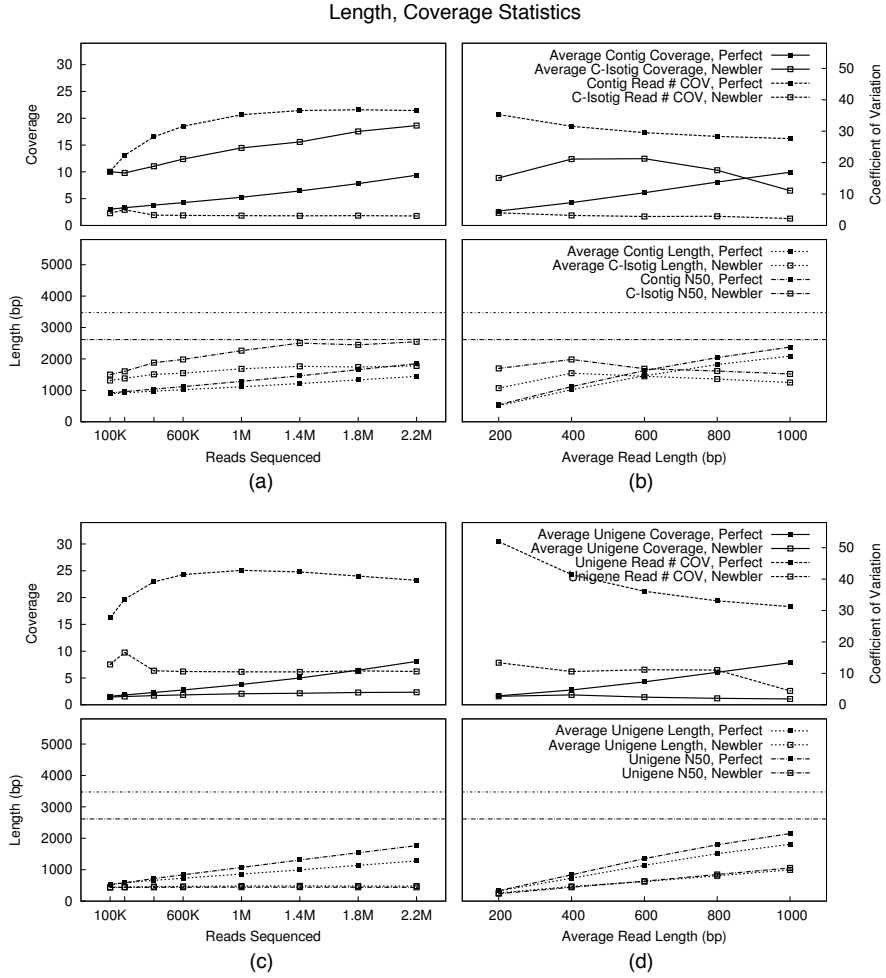 Length, Coverage Statistics
Coverage
0
5
10
15
20
25
30
Average Contig Coverage, Perfect
Average C-Isotig Coverage, Newbler
Contig Read # COV, Perfect
C-Isotig Read # COV, Newbler
0
10
20
30
40
50
Coefficient of Variation
Length (bp)
0
1000
2000
3000
4000
5000
Average Contig Length, Perfect
Average C-Isotig Length, Newbler
Contig N50, Perfect
C-Isotig N50, Newbler
100K 600K 1M 1.4M 1.8M 2.2M
Reads Sequenced
(a)
200 400 600 800 1000
Average Read Length (bp)
(b)
Coverage
0
5
10
15
20
25
30
Average Unigene Coverage, Perfect
Average Unigene Coverage, Newbler
Unigene Read # COV, Perfect
Unigene Read # COV, Newbler
0
10
20
30
40
50
Coefficient of Variation
Length (bp)
0
1000
2000
3000
4000
5000
Average Unigene Length, Perfect
Average Unigene Length, Newbler
Unigene N50, Perfect
Unigene N50, Newbler
100K 600K 1M 1.4M 1.8M 2.2M
Reads Sequenced
(c)
200 400 600 800 1000
Average Read Length (bp)
(d)